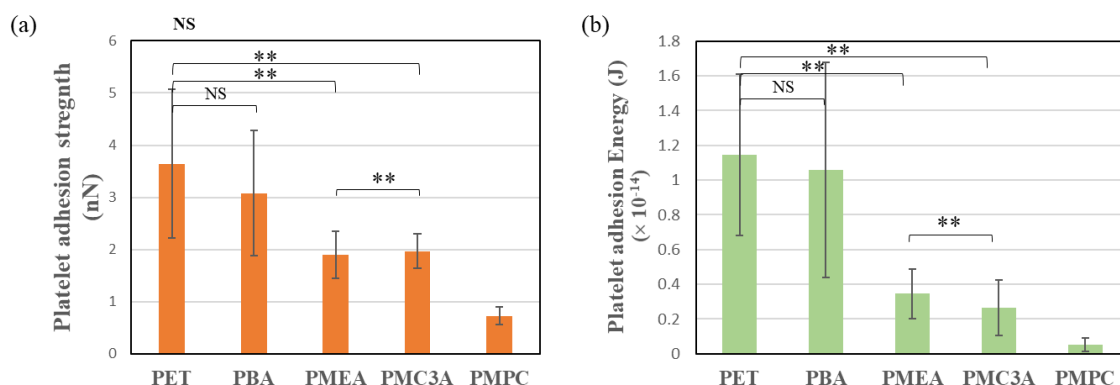 (a)
NS
Platelet adhesion stregnth
(nN)
6
5
4
3
2
1
0
**
**
NS
**
PET PBA PMEA PMC3A PMPC
(b)
Platelet adhesion Energy (J)
(× 10-14)
1.8
1.6
1.4
1.2
1
0.8
0.6
0.4
0.2
0
**
**
NS
**
PET PBA PMEA PMC3A PMPC